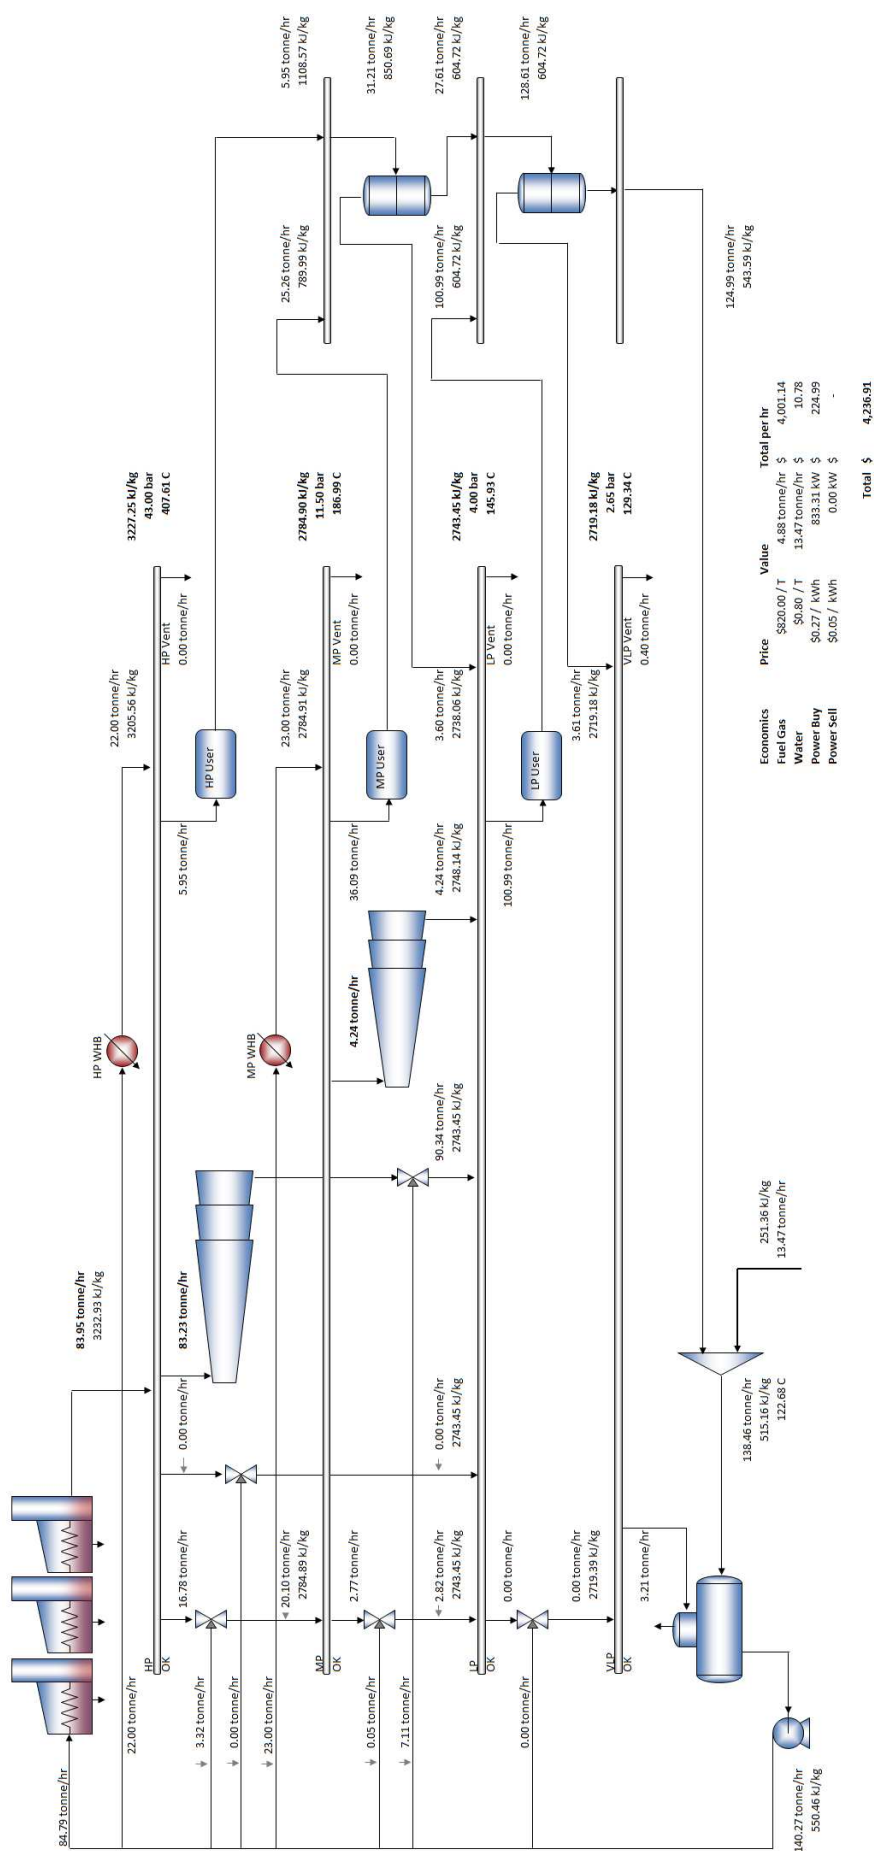 84.79 tonne/hr
22.00 tonne/hr
83.95 tonne/hr
3232.93 kJ/kg
HP WHB
22.00 tonne/hr
3205.56 kJ/kg
3227.25 kJ/kg
43.00 bar
407.61 C
HP
OK
HP Vent
0.00 tonne/hr
3.32 tonne/hr
16.78 tonne/hr
0.00 tonne/hr
83.23 tonne/hr
5.95 tonne/hr
HP User
0.00 tonne/hr
23.00 tonne/hr
20.10 tonne/hr
2784.89 kJ/kg
MP WHB
23.00 tonne/hr
2784.91 kJ/kg
2784.90 kJ/kg
11.50 bar
186.99 C
25.26 tonne/hr
789.99 kJ/kg
5.95 tonne/hr
1108.57 kJ/kg
MP
OK
MP Vent
0.00 tonne/hr
0.05 tonne/hr
2.77 tonne/hr
4.24 tonne/hr
36.09 tonne/hr
MP User
31.21 tonne/hr
850.69 kJ/kg
7.11 tonne/hr
2.82 tonne/hr
2743.45 kJ/kg
0.00 tonne/hr
2743.45 kJ/kg
90.34 tonne/hr
2743.45 kJ/kg
4.24 tonne/hr
2748.14 kJ/kg
3.60 tonne/hr
2738.06 kJ/kg
2743.45 kJ/kg
4.00 bar
145.93 C
100.99 tonne/hr
604.72 kJ/kg
27.61 tonne/hr
604.72 kJ/kg
LP
OK
LP Vent
0.00 tonne/hr
0.00 tonne/hr
0.00 tonne/hr
100.99 tonne/hr
LP User
128.61 tonne/hr
604.72 kJ/kg
0.00 tonne/hr
2719.39 kJ/kg
3.61 tonne/hr
2719.18 kJ/kg
2719.18 kJ/kg
2.65 bar
129.34 C
VLP
OK
3.21 tonne/hr
VLP Vent
0.40 tonne/hr
124.99 tonne/hr
543.59 kJ/kg
138.46 tonne/hr
515.16 kJ/kg
122.68 C
251.36 kJ/kg
13.47 tonne/hr
140.27 tonne/hr
550.46 kJ/kg
Economics Price Value Total per hr
Fuel Gas $820.00 / T 4.88 tonne/hr $ 4,001.14
Water $0.80 / T 13.47 tonne/hr $ 10.78
Power Buy $0.27 / kWh 833.31 kW $ 224.99
Power Sell $0.05 / kWh 0.00 kW $ -
Total $ 4,236.91